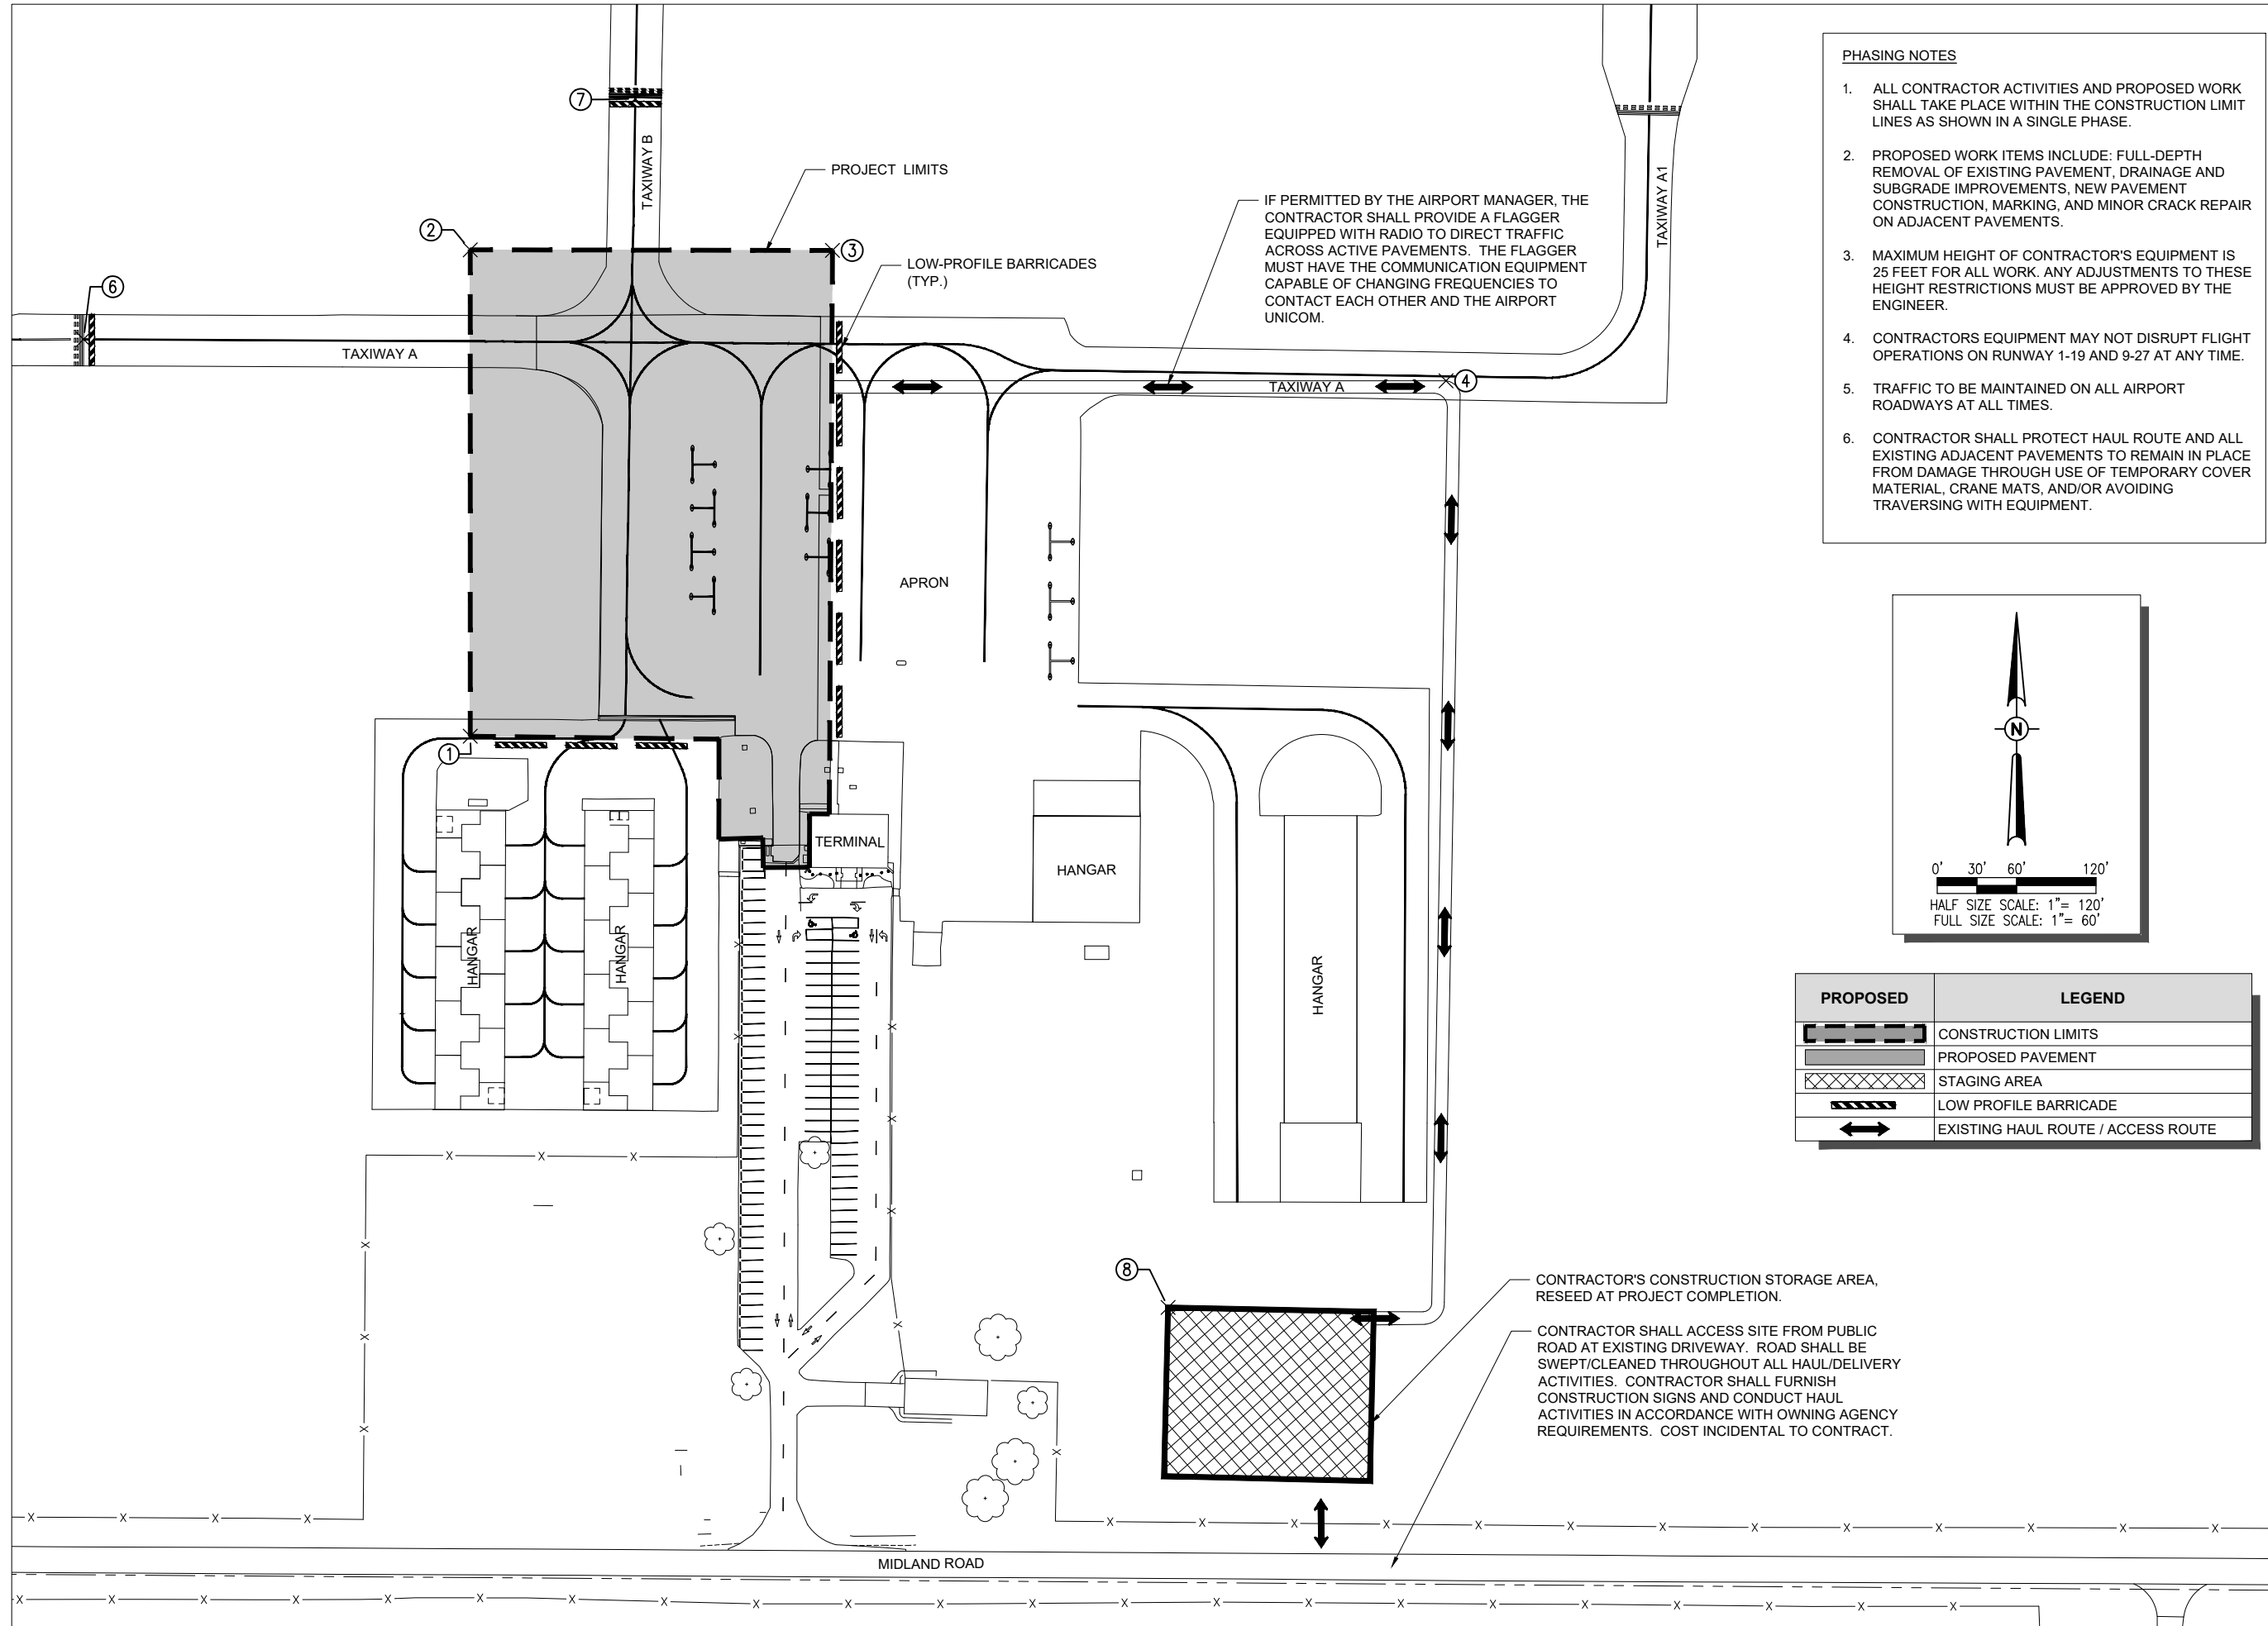 PHASING NOTES
1. ALL CONTRACTOR ACTIVITIES AND PROPOSED WORK
SHALL TAKE PLACE WITHIN THE CONSTRUCTION LIMIT
LINES AS SHOWN IN A SINGLE PHASE.
2. PROPOSED WORK ITEMS INCLUDE: FULL-DEPTH
REMOVAL OF EXISTING PAVEMENT, DRAINAGE AND
SUBGRADE IMPROVEMENTS, NEW PAVEMENT
CONSTRUCTION, MARKING, AND MINOR CRACK REPAIR
ON ADJACENT PAVEMENTS.
3. MAXIMUM HEIGHT OF CONTRACTOR'S EQUIPMENT IS
25 FEET FOR ALL WORK. ANY ADJUSTMENTS TO THESE
HEIGHT RESTRICTIONS MUST BE APPROVED BY THE
ENGINEER.
4. CONTRACTORS EQUIPMENT MAY NOT DISRUPT FLIGHT
OPERATIONS ON RUNWAY 1-19 AND 9-27 AT ANY TIME.
5. TRAFFIC TO BE MAINTAINED ON ALL AIRPORT
ROADWAYS AT ALL TIMES.
6. CONTRACTOR SHALL PROTECT HAUL ROUTE AND ALL
EXISTING ADJACENT PAVEMENTS TO REMAIN IN PLACE
FROM DAMAGE THROUGH USE OF TEMPORARY COVER
MATERIAL, CRANE MATS, AND/OR AVOIDING
TRAVERSING WITH EQUIPMENT.
7
TAXIWAY B
PROJECT LIMITS
TAXIWAY A1
2
3
IF PERMITTED BY THE AIRPORT MANAGER, THE
CONTRACTOR SHALL PROVIDE A FLAGGER
EQUIPPED WITH RADIO TO DIRECT TRAFFIC
ACROSS ACTIVE PAVEMENTS. THE FLAGGER
MUST HAVE THE COMMUNICATION EQUIPMENT
CAPABLE OF CHANGING FREQUENCIES TO
CONTACT EACH OTHER AND THE AIRPORT
UNICOM.
LOW-PROFILE BARRICADES
(TYP.)
6
TAXIWAY A
TAXIWAY A
4
APRON
1
TERMINAL
HANGAR
HANGAR
HANGAR
HANGAR
N
0' 30' 60' 120'
HALF SIZE SCALE: 1"= 120'
FULL SIZE SCALE: 1"= 60'
PROPOSED LEGEND
CONSTRUCTION LIMITS
PROPOSED PAVEMENT
STAGING AREA
LOW PROFILE BARRICADE
EXISTING HAUL ROUTE / ACCESS ROUTE
8
CONTRACTOR'S CONSTRUCTION STORAGE AREA,
RESEED AT PROJECT COMPLETION.
CONTRACTOR SHALL ACCESS SITE FROM PUBLIC
ROAD AT EXISTING DRIVEWAY. ROAD SHALL BE
SWEPT/CLEANED THROUGHOUT ALL HAUL/DELIVERY
ACTIVITIES. CONTRACTOR SHALL FURNISH
CONSTRUCTION SIGNS AND CONDUCT HAUL
ACTIVITIES IN ACCORDANCE WITH OWNING AGENCY
REQUIREMENTS. COST INCIDENTAL TO CONTRACT.
MIDLAND ROAD